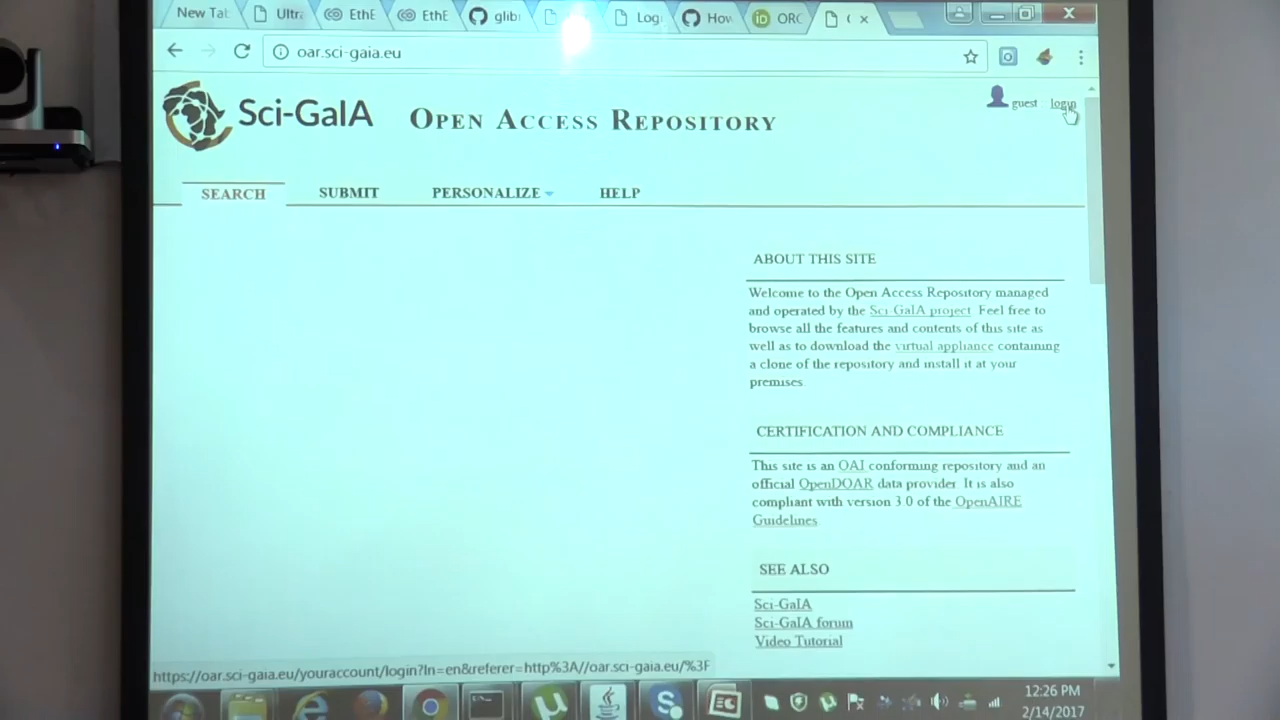 New Tab
Ultra
EthE
EthE
glib
Log
How
ORC
oar.sci-gaia.eu
guest
login
Sci-GaIA
OPEN ACCESS REPOSITORY
SEARCH
SUBMIT
PERSONALIZE
HELP
ABOUT THIS SITE
Welcome to the Open Access Repository managed
and operated by the Sci-GaIA project. Feel free to
browse all the features and contents of this site as
well as to download the virtual appliance containing
a clone of the repository and install it at your
premises.
CERTIFICATION AND COMPLIANCE
This site is an OAI conforming repository and an
official OpenDOAR data provider. It is also
compliant with version 3.0 of the OpenAIRE
Guidelines
SEE ALSO
Sci-GaIA
Sci-GaIA forum
Video Tutorial
https://oar.sci-gaia.eu/youraccount/login?ln=en&referer=http%3A//oar.sci-gaia.eu/%3F
12:26 PM
2/14/2017